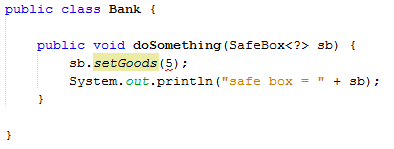 public class Bank {
public void doSomething(SafeBox<?> sb) {
sb.setGoods(5);
System.out.println("safe box = " + sb);
}
}